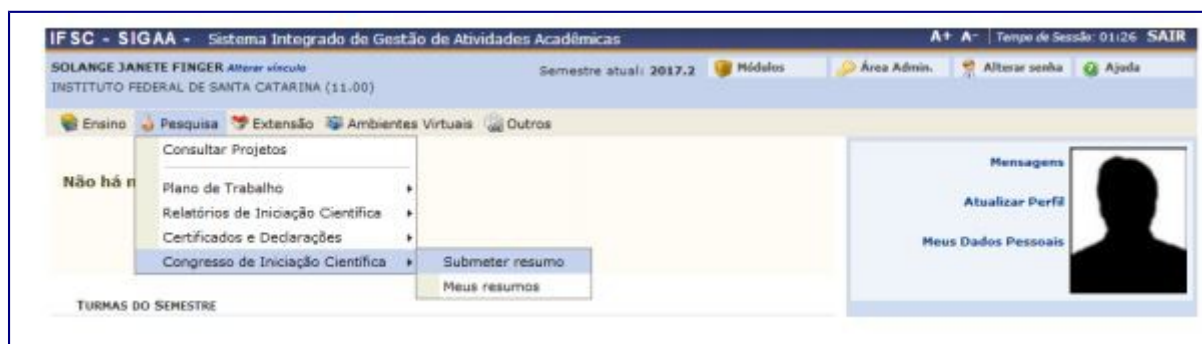 IFSC - SIGAA - Sistema Integrado de Gestão de Atividades Acadêmicas A+ A- Tempo de Sessão: 01:26 SAIR
SOLANGE JANETE FINGER Alterar vínculo Semestre atual: 2017.2 Módulos Área Admin. Alterar senha Ajuda
INSTITUTO FEDERAL DE SANTA CATARINA (11.00)
Ensino Pesquisa Extensão Ambientes Virtuais Outros
Consultar Projetos
Mensagens
Não há n
Plano de Trabalho
Atualizar Perfil
Relatórios de Iniciação Científica
Certificados e Declarações
Meus Dados Pessoais
Congresso de Iniciação Científica Submeter resumo
Meus resumos
TURMAS DO SEMESTRE